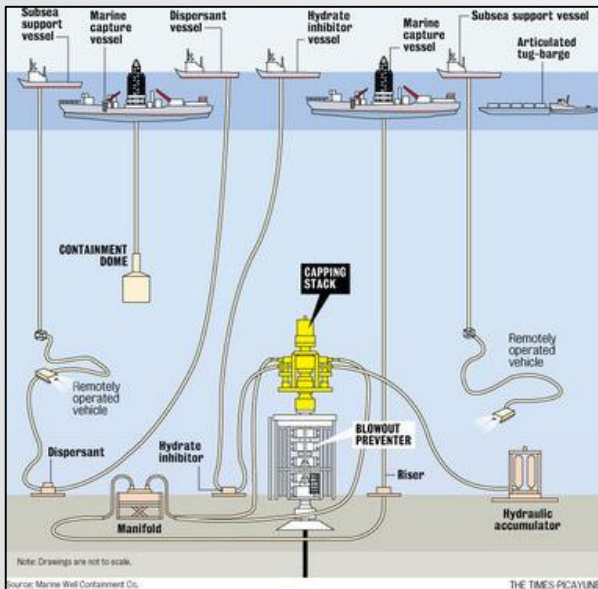 Subsea
support
vessel
Marine
capture
vessel
Dispersant
vessel
Hydrate
inhibitor
vessel
Marine
capture
vessel
Subsea support vessel
Articulated
tug-barge
CONTAINMENT
DOME
CAPPING
STACK
Remotely
operated
vehicle
Remotely
operated
vehicle
BLOWOUT
PREVENTER
Dispersant
Hydrate
inhibitor
Riser
Manifold
Hydraulic
accumulator
Note: Drawings are not to scale.
Source: Marine Well Containment Co.
THE TIMES-PICAYUNE